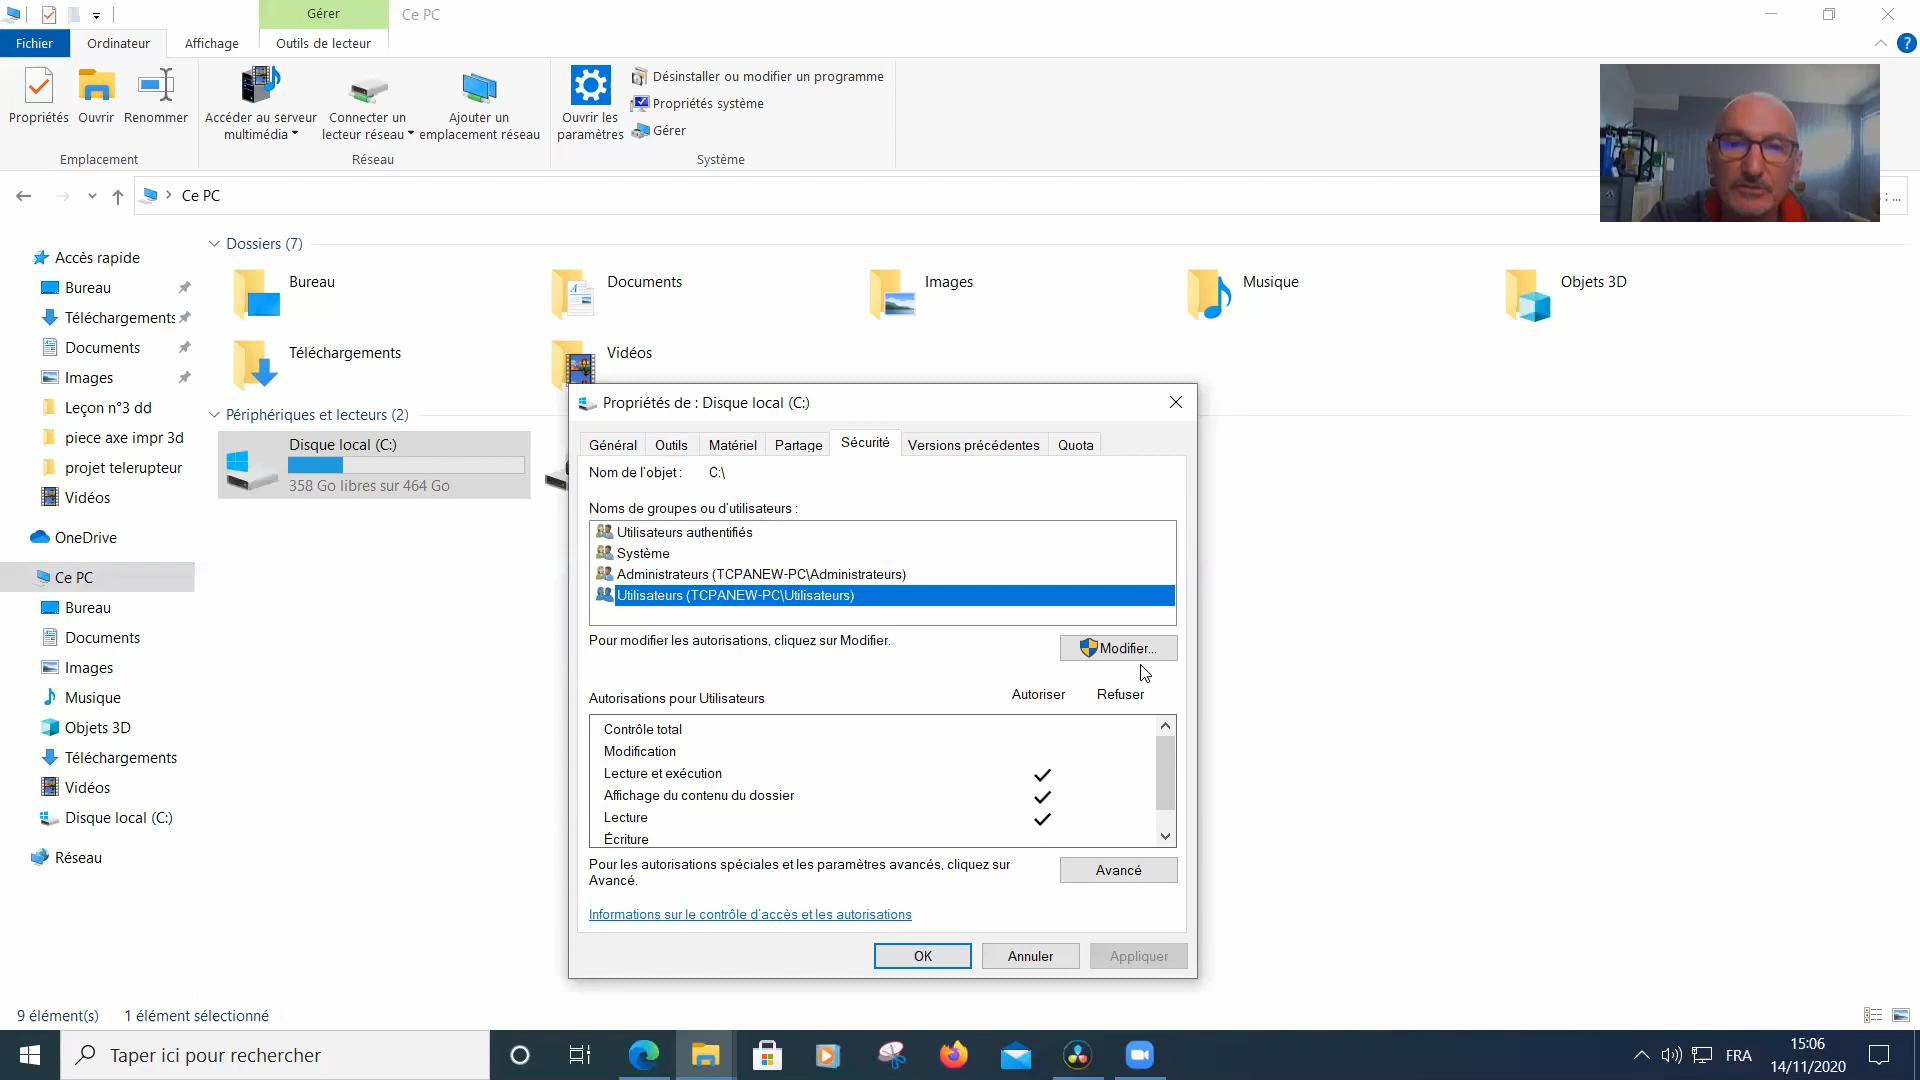 Gérer
Ce PC
Fichier
Ordinateur
Affichage
Outils de lecteur
Propriétés
Ouvrir
Renommer
Accéder au serveur
multimédia
Connecter un
lecteur réseau
Ajouter un
emplacement réseau
Ouvrir les
paramètres
Désinstaller ou modifier un programme
Propriétés système
Gérer
Emplacement
Réseau
Système
Ce PC
: ...
Accès rapide
Bureau
Téléchargements
Documents
Images
Leçon n°3 dd
piece axe impr 3d
projet telerupteur
Vidéos
OneDrive
Ce PC
Bureau
Documents
Images
Musique
Objets 3D
Téléchargements
Vidéos
Disque local (C:)
Réseau
Dossiers (7)
Bureau
Documents
Images
Musique
Objets 3D
Téléchargements
Vidéos
Périphériques et lecteurs (2)
Disque local (C:)
358 Go libres sur 464 Go
Propriétés de : Disque local (C:)
Général
Outils
Matériel
Partage
Sécurité
Versions précédentes
Quota
Nom de l'objet : C:\
Noms de groupes ou d'utilisateurs :
Utilisateurs authentifiés
Système
Administrateurs (TCPANEW-PC\Administrateurs)
Utilisateurs (TCPANEW-PC\Utilisateurs)
Pour modifier les autorisations, cliquez sur Modifier.
Modifier...
Autorisations pour Utilisateurs
Autoriser
Refuser
Contrôle total
Modification
Lecture et exécution
Affichage du contenu du dossier
Lecture
Écriture
Pour les autorisations spéciales et les paramètres avancés, cliquez sur
Avancé.
Avancé
Informations sur le contrôle d'accès et les autorisations
OK
Annuler
Appliquer
9 élément(s)
1 élément sélectionné
Taper ici pour rechercher
FRA
15:06
14/11/2020